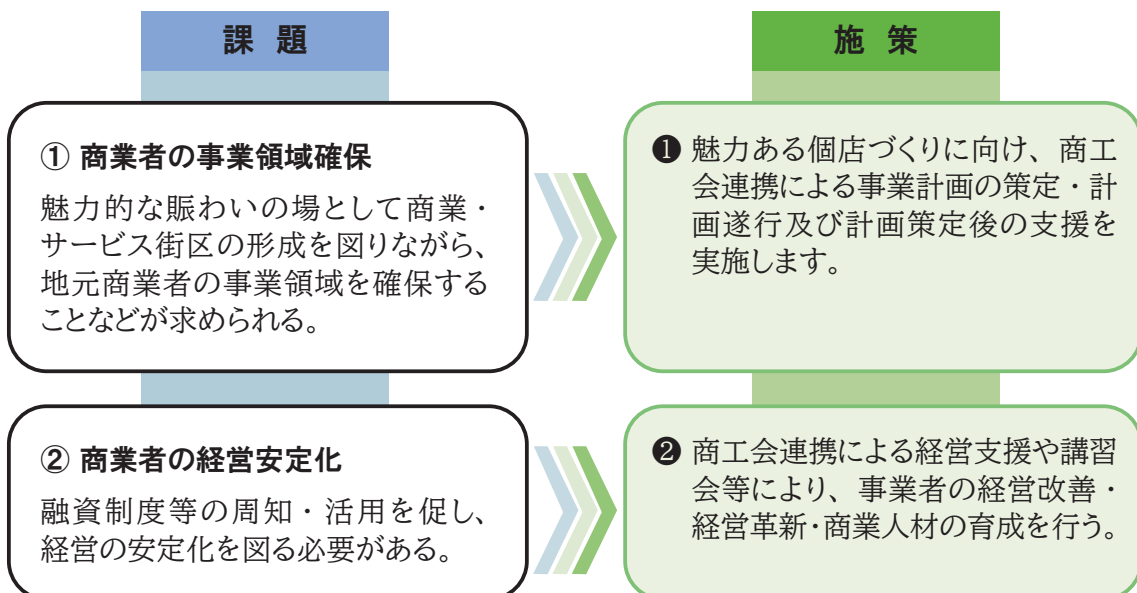 課 題
施 策
① 商業者の事業領域確保
魅力的な賑わいの場として商業・
サービス街区の形成を図りながら、
地元商業者の事業領域を確保する
ことなどが求められる。
❶ 魅力ある個店づくりに向け、商工
会連携による事業計画の策定・計
画遂行及び計画策定後の支援を
実施します。
② 商業者の経営安定化
融資制度等の周知・活用を促し、
経営の安定化を図る必要がある。
❷ 商工会連携による経営支援や講習
会等により、事業者の経営改善・
経営革新・商業人材の育成を行う。